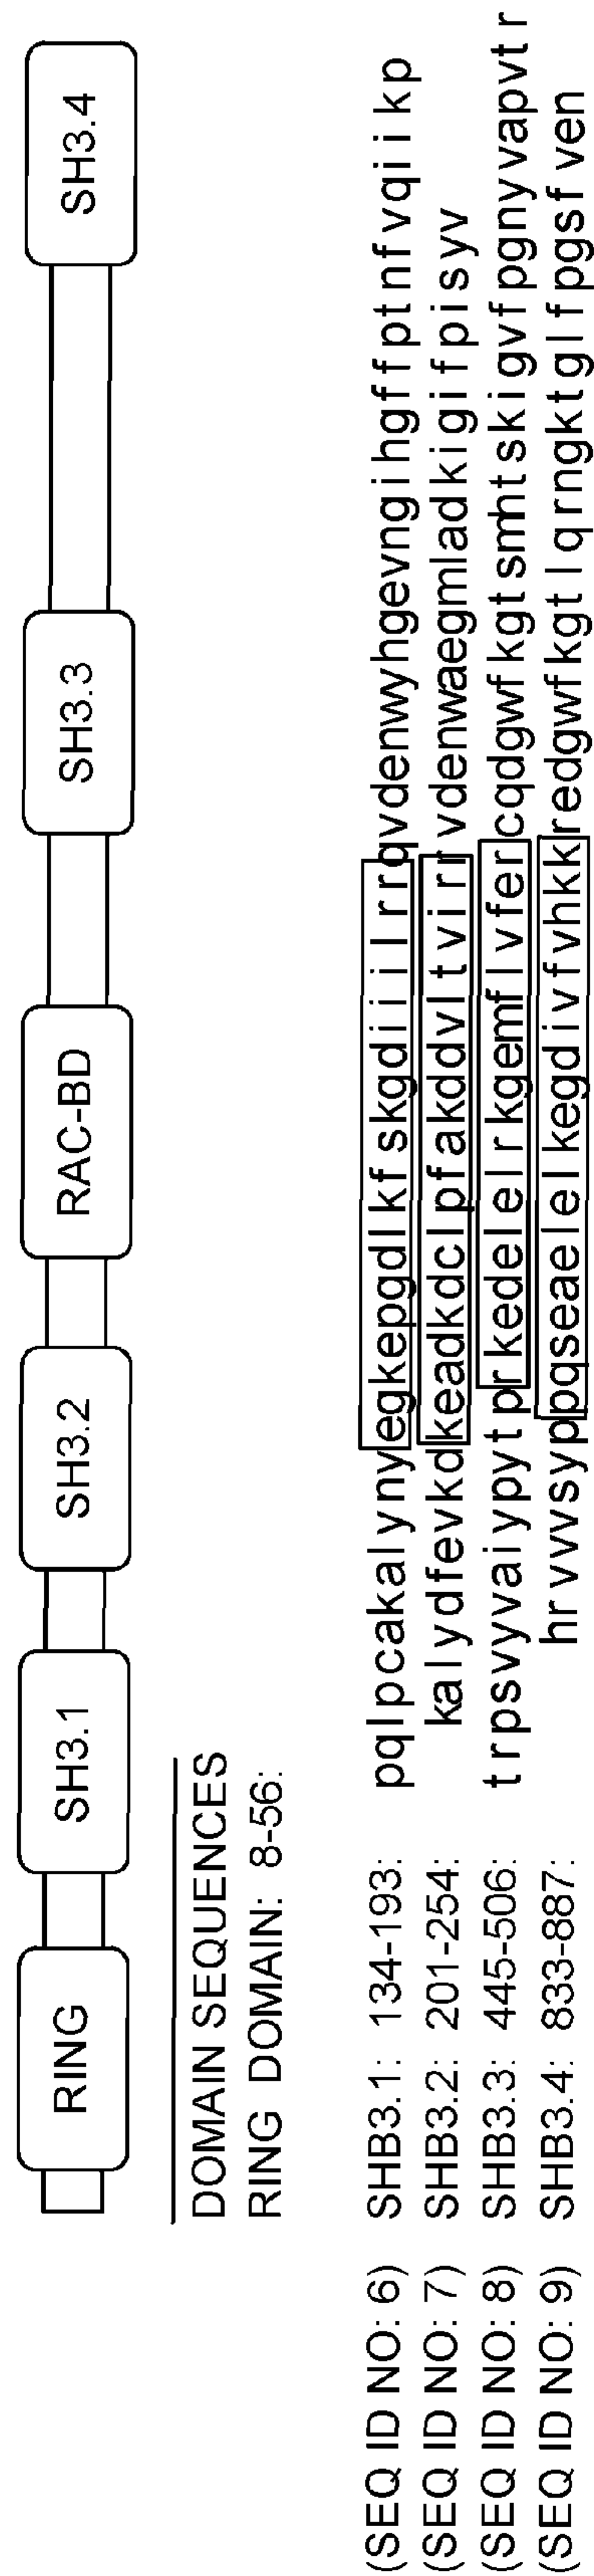 RING SH3.1 SH3.2 RAC-BD SH3.3 SH3.4
DOMAIN SEQUENCES
RING DOMAIN: 8-56:
(SEQ ID NO: 6) SHB3.1: 134-193: pqlpcakalynyegkepgdlkfskgdiiilrrqvdenwyhgevngihgffptnfvqiikp
(SEQ ID NO: 7) SHB3.2: 201-254: kalydfevkdkeadkdclpfakddvltvirrvdenwaegmladkigifpisyv
(SEQ ID NO: 8) SHB3.3: 445-506: trpsvyvaiypytprkedelelrkgemflvfercqdgwfkgtsmhtskigvfpgnyvapvtr
(SEQ ID NO: 9) SHB3.4: 833-887: hrvvvsyppqseaelelkegdivfvhkkredgwfkgtlqrngktglfpgsfven